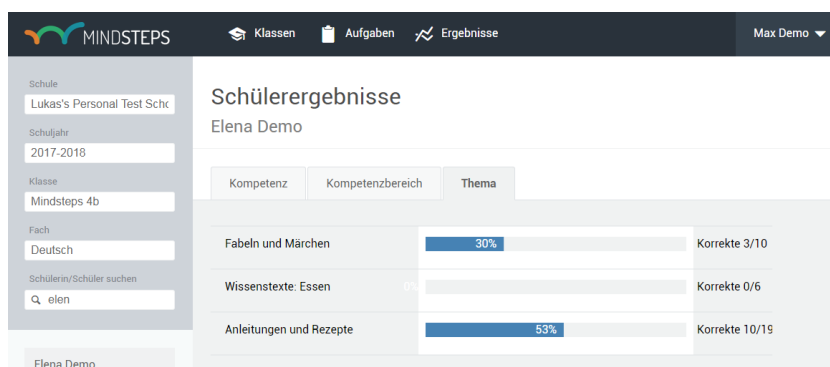 MINDSTEPS
Klassen
Aufgaben
Ergebnisse
Max Demo
Schule
Lukas's Personal Test Scho
Schuljahr
2017-2018
Klasse
Mindsteps 4b
Fach
Deutsch
Schülerin/Schüler suchen
elen
Elena Demo
Schülerergebnisse
Elena Demo
Kompetenz
Kompetenzbereich
Thema
Fabeln und Märchen
30%
Korrekte 3/10
Wissenstexte: Essen
0%
Korrekte 0/6
Anleitungen und Rezepte
53%
Korrekte 10/19